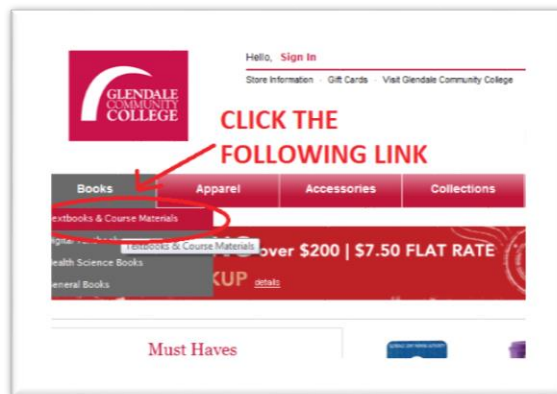 Hello, Sign In
Store Information · Gift Cards · Visit Glendale Community College
GLENDALE
COMMUNITY
COLLEGE
CLICK THE
FOLLOWING LINK
Books Apparel Accessories Collections
Textbooks & Course Materials
Textbooks & Course Materials
over $200 | $7.50 FLAT RATE
Health Science Books
KUP details
General Books
Must Haves